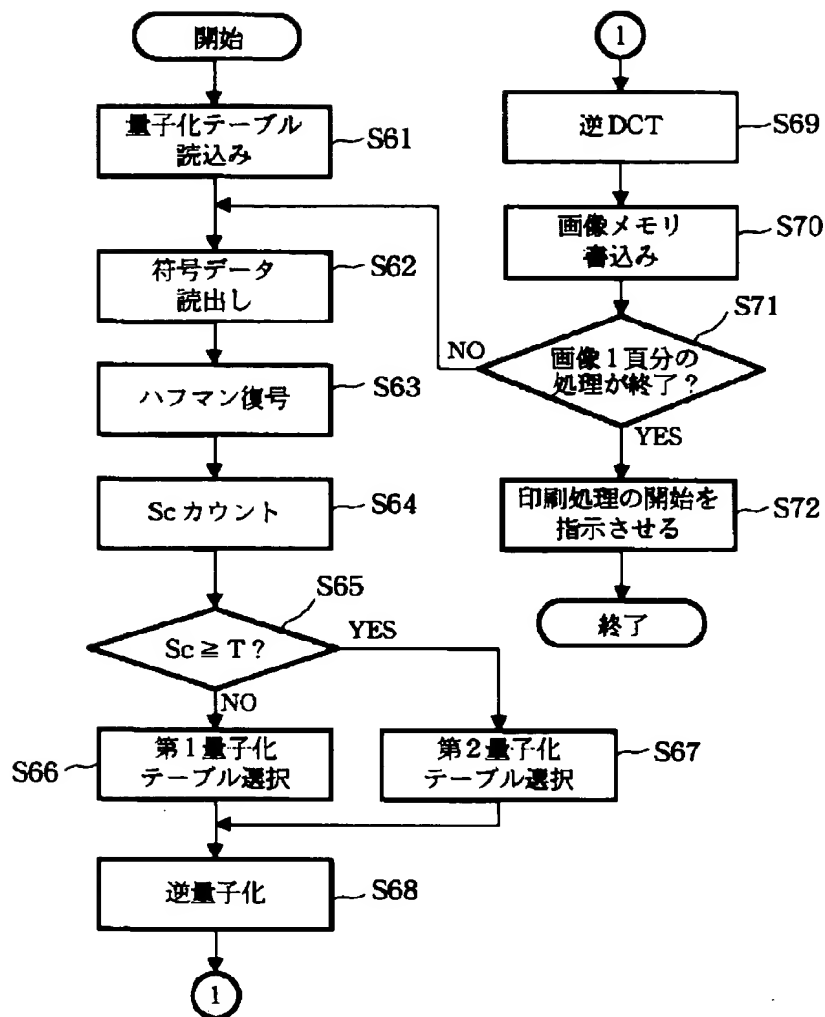 開始
量子化テーブル
読込み
S61
符号データ
読出し
S62
ハフマン復号
S63
Scカウント
S64
S65
Sc≧T?
YES
NO
第1量子化
テーブル選択
S66
第2量子化
テーブル選択
S67
逆量子化
S68
1
1
逆DCT
S69
画像メモリ
書込み
S70
S71
画像1頁分の
処理が終了?
NO
YES
印刷処理の開始を
指示させる
S72
終了